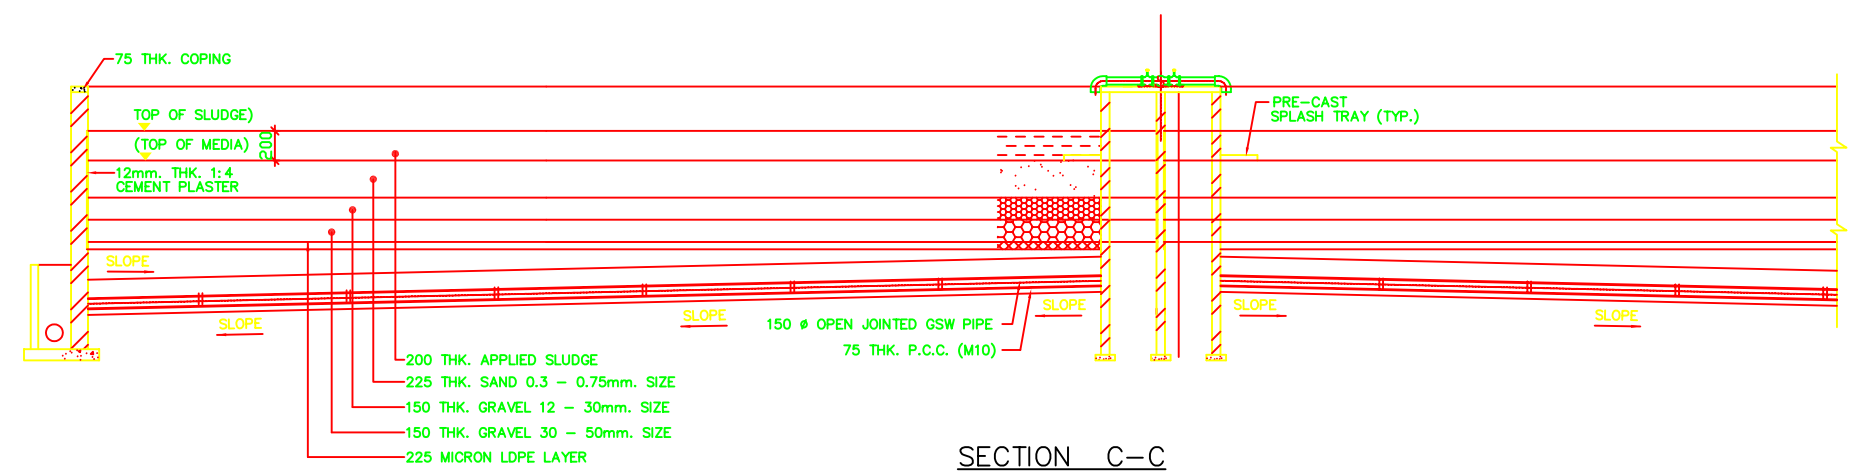 75 THK. COPING
TOP OF SLUDGE)
(TOP OF MEDIA)
200
12mm. THK. 1:4
CEMENT PLASTER
PRE-CAST
SPLASH TRAY (TYP.)
SLOPE
SLOPE
SLOPE
SLOPE
SLOPE
SLOPE
150 ø OPEN JOINTED GSW PIPE
75 THK. P.C.C. (M10)
200 THK. APPLIED SLUDGE
225 THK. SAND 0.3 - 0.75mm. SIZE
150 THK. GRAVEL 12 - 30mm. SIZE
150 THK. GRAVEL 30 - 50mm. SIZE
225 MICRON LDPE LAYER
SECTION C-C